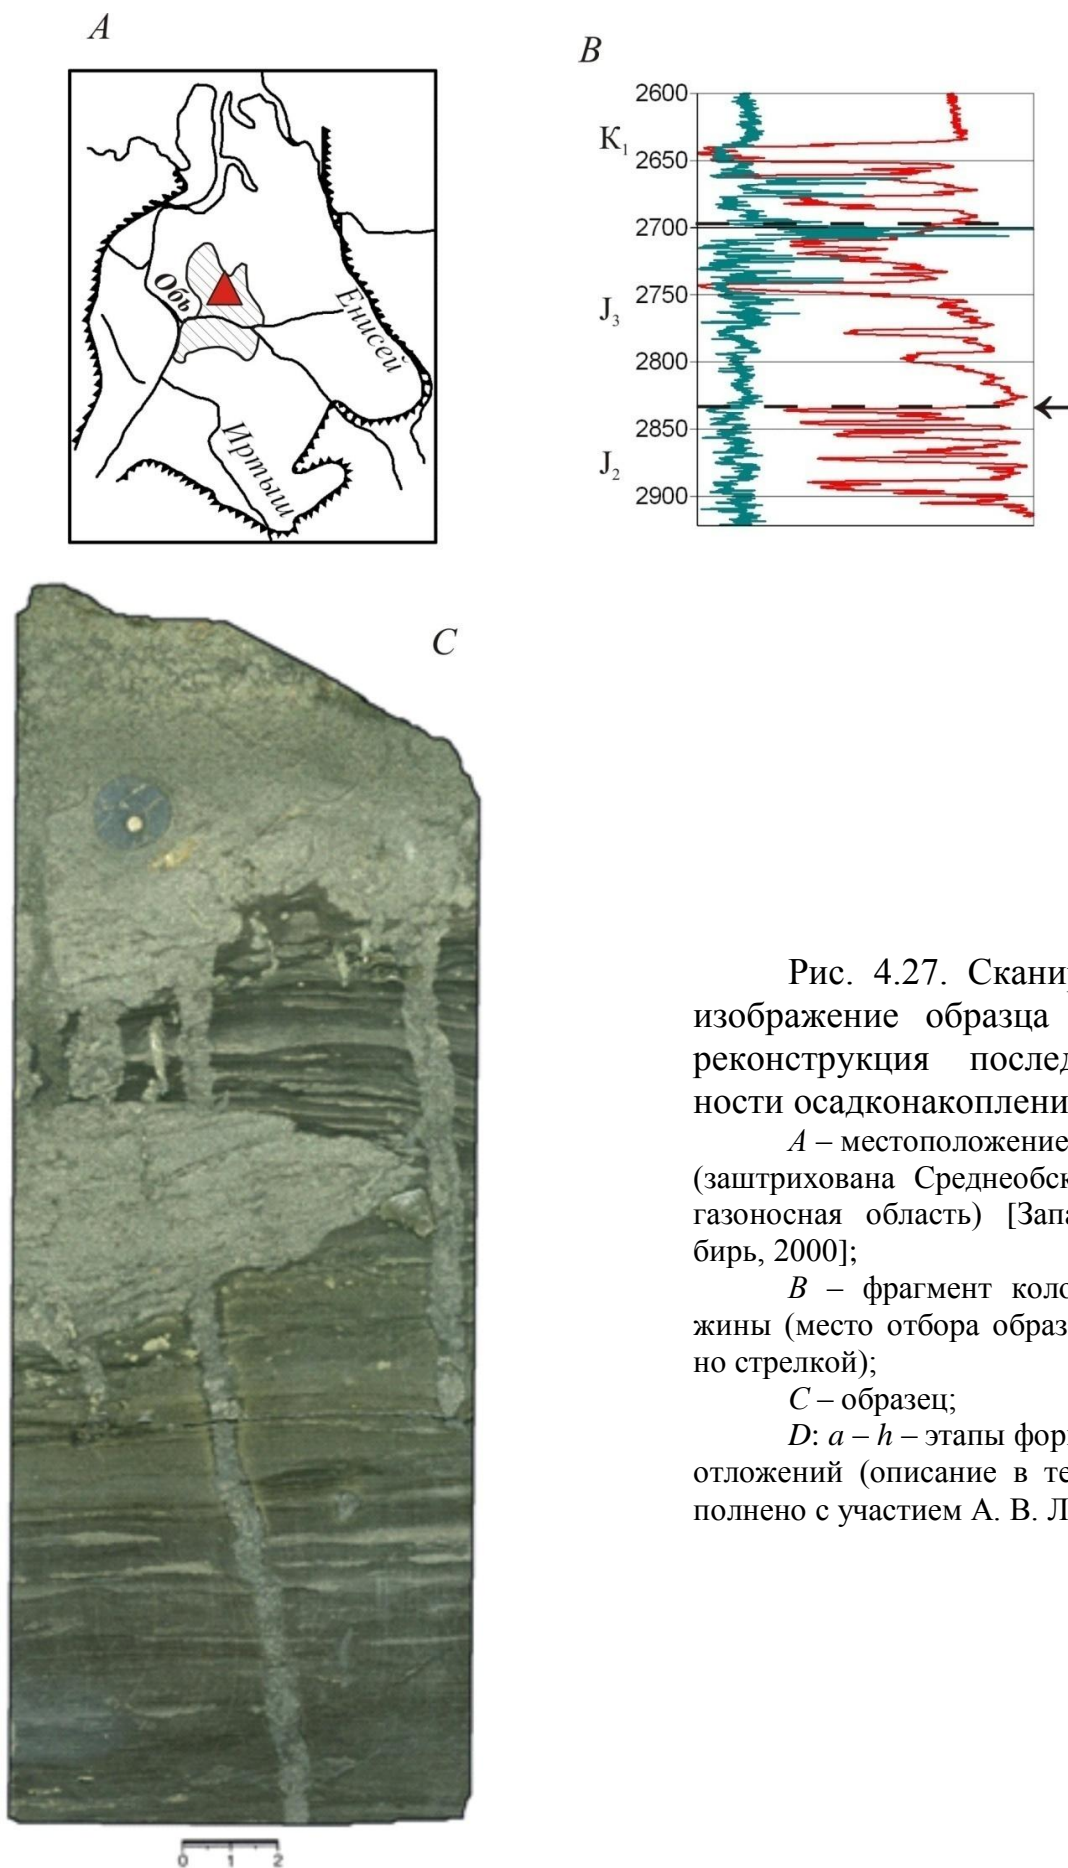 A
B
Обь
Енисей
Иртыш
2600
K₁
2650
2700
2750
J₃
2800
2850
J₂
2900
C
Рис. 4.27. Сканир
изображение образца
реконструкция послед
ности осадконакоплени
A – местоположение
(заштрихована Среднеобск
газоносная область) [Запа
бирь, 2000];
B – фрагмент коло
жины (место отбора образ
но стрелкой);
C – образец;
D: a – h – этапы фор
отложений (описание в те
полнено с участием А. В. Л
0 1 2